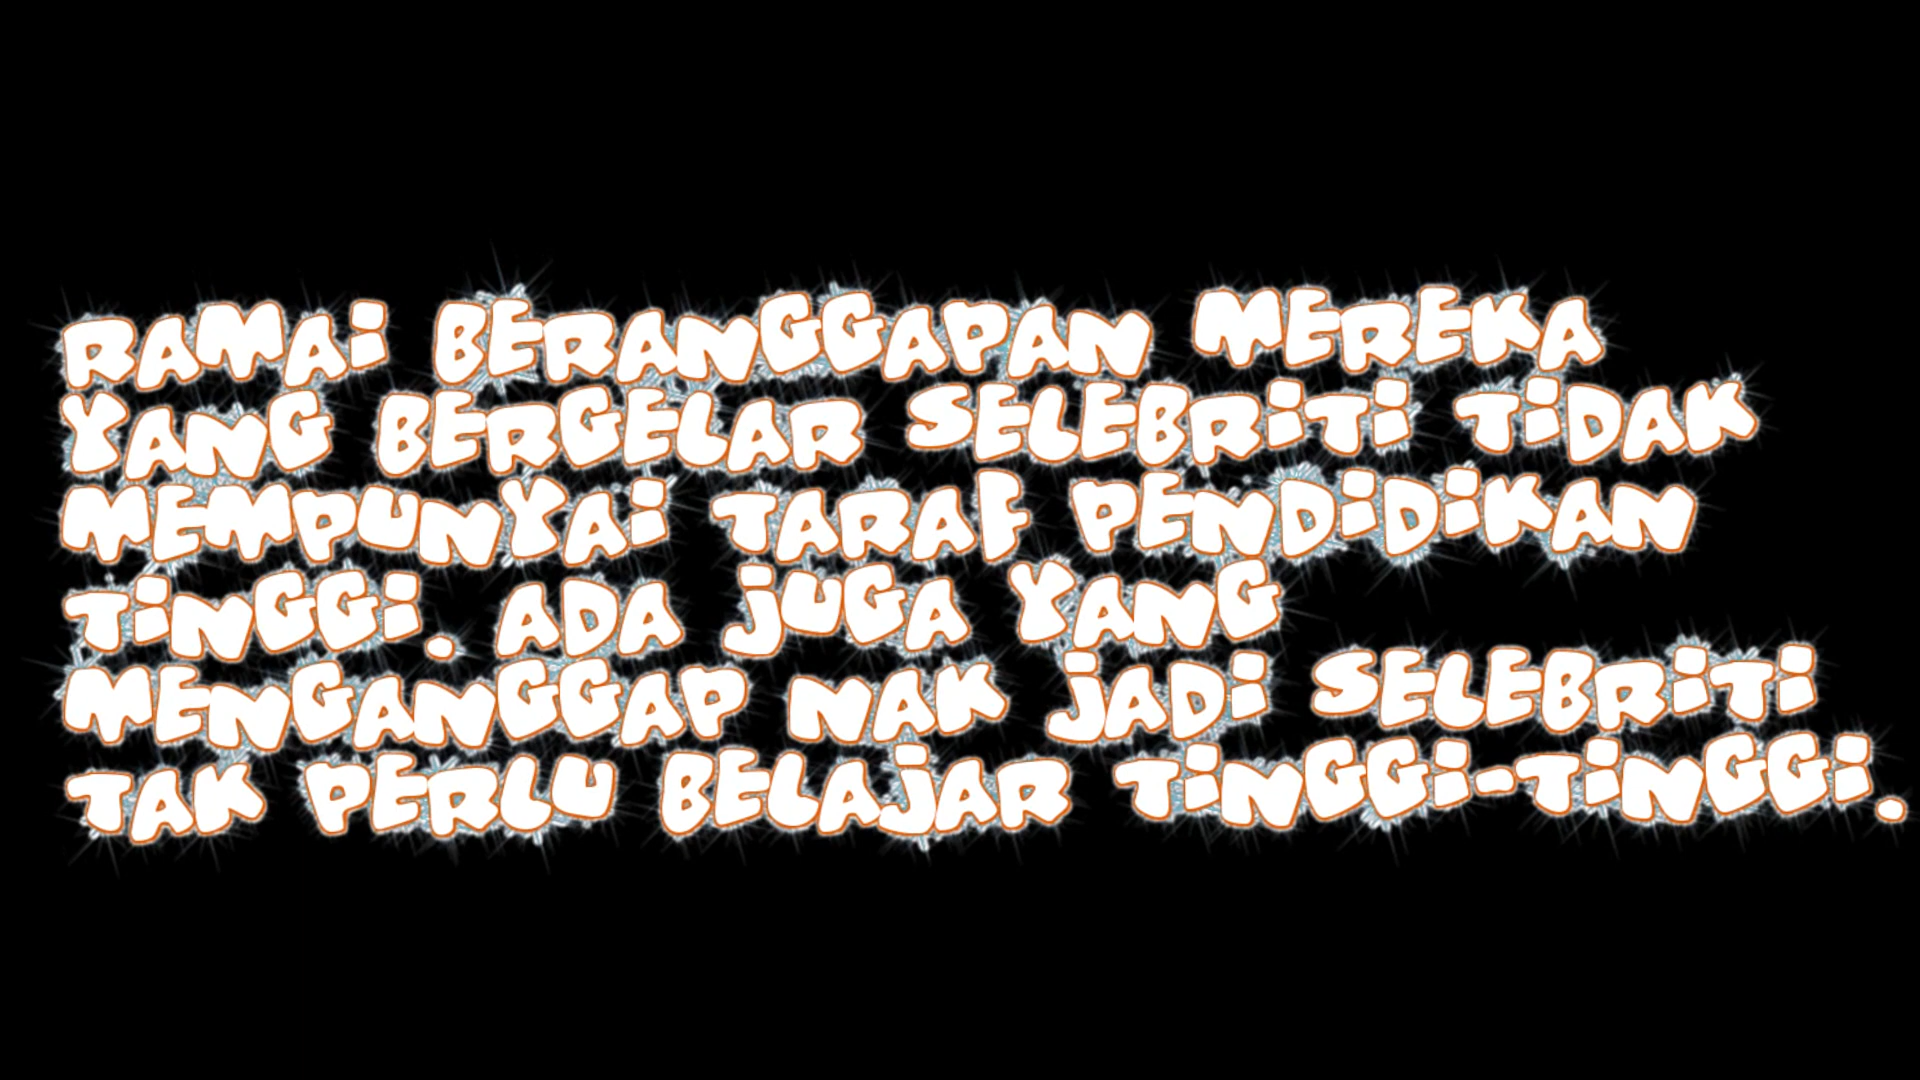 RAMAi BERANGGAPAN MEREKA
YANG BERGELAR SELEBRiTi TiDAK
MEMPUNYAi TARAF PENDiDiKAN
TiNGGi. ADA jUGA YANG
MENGANGGAP NAK jADi SELEBRiTi
TAK PERLU BELAjAR TiNGGi-TiNGGi.